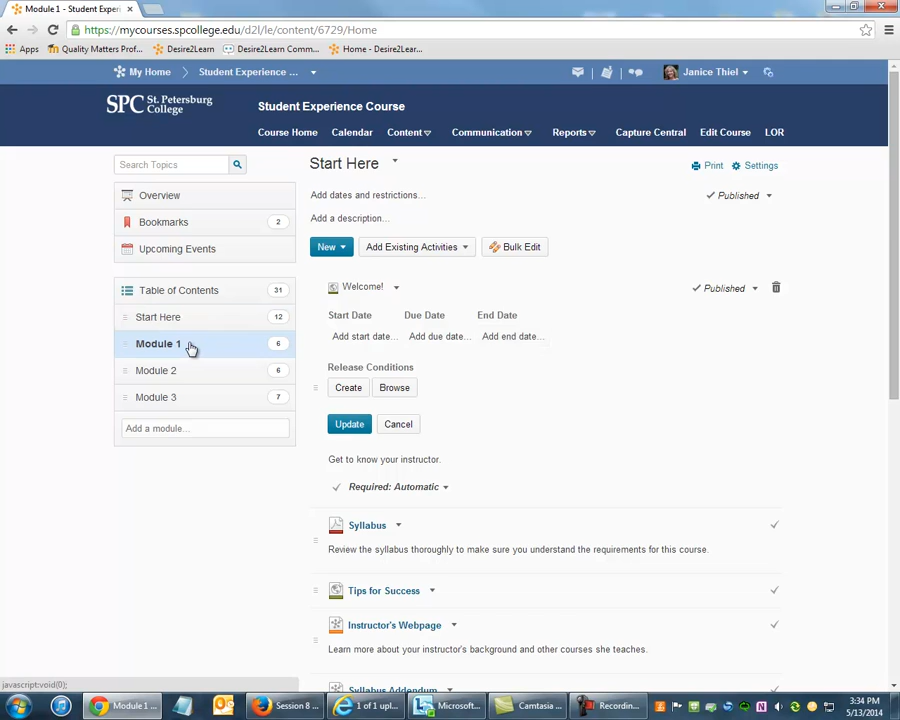 Module 1 - Student Experi
https://mycourses.spcollege.edu/d2l/le/content/6729/Home
Apps Quality Matters Prof... Desire2Learn Desire2Learn Comm... Home - Desire2Lear...
My Home Student Experience ... Janice Thiel
SPC St. Petersburg College
Student Experience Course
Course Home Calendar Content Communication Reports Capture Central Edit Course LOR
Search Topics
Start Here
Print Settings
Overview
Add dates and restrictions...
Published
Bookmarks 2
Add a description...
Upcoming Events
New Add Existing Activities Bulk Edit
Table of Contents 31
Welcome!
Published
Start Here 12
Start Date Due Date End Date
Module 1 6
Add start date... Add due date... Add end date...
Module 2 6
Release Conditions
Module 3 7
Create Browse
Add a module...
Update Cancel
Get to know your instructor.
Required: Automatic
Syllabus
Review the syllabus thoroughly to make sure you understand the requirements for this course.
Tips for Success
Instructor's Webpage
Learn more about your instructor's background and other courses she teaches.
Syllabus Addendum
javascript:void(0);
Module 1 ... Session 8 ... 1 of 1 upl... Microsoft... Camtasia ... Recordin...
3:34 PM
5/13/2014